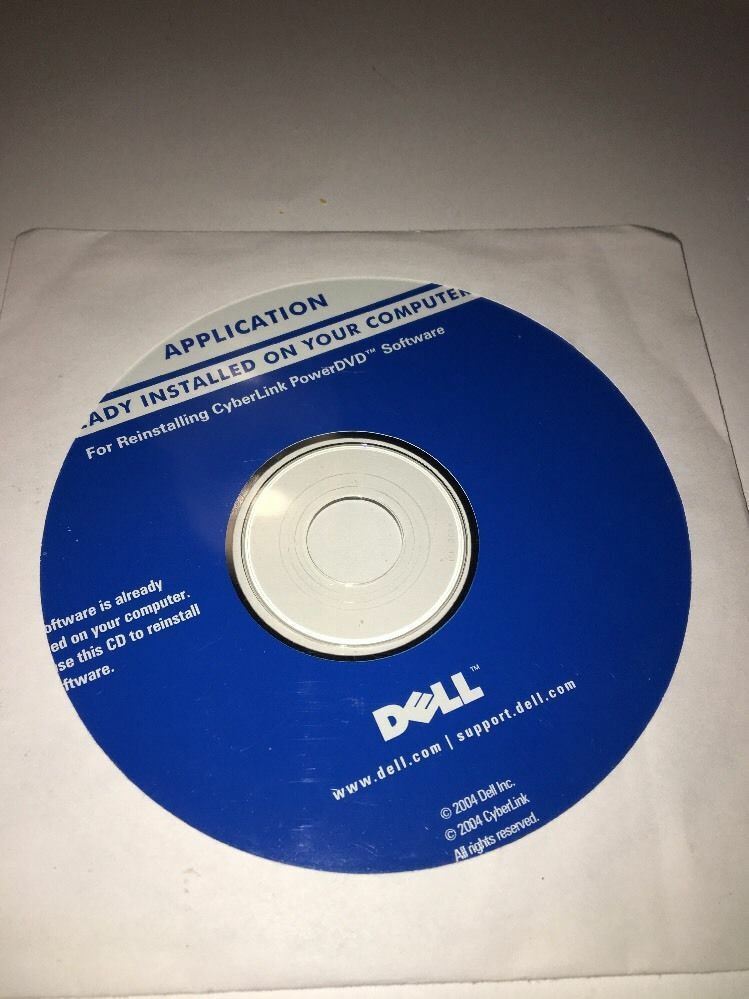 APPLICATION
ADY INSTALLED ON YOUR COMPUTER
For Reinstalling CyberLink PowerDVD™ Software
oftware is already
ed on your computer.
se this CD to reinstall
ftware.
DELL™
www.dell.com | support.dell.com
© 2004 Dell Inc.
© 2004 CyberLink
All rights reserved.